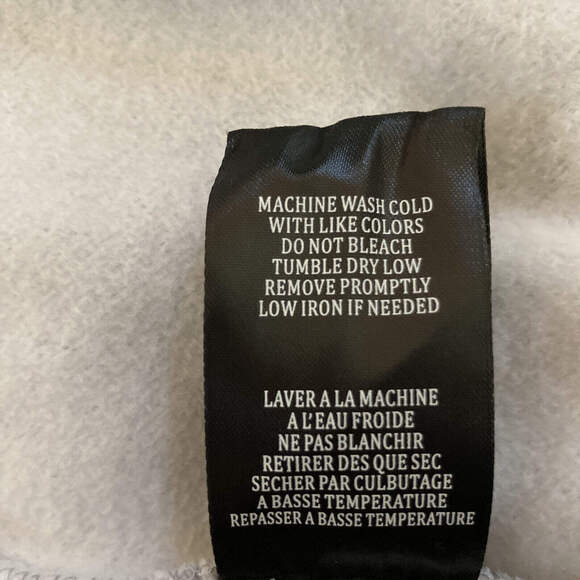 MACHINE WASH COLD
WITH LIKE COLORS
DO NOT BLEACH
TUMBLE DRY LOW
REMOVE PROMPTLY
LOW IRON IF NEEDED
LAVER A LA MACHINE
A L'EAU FROIDE
NE PAS BLANCHIR
RETIRER DES QUE SEC
SECHER PAR CULBUTAGE
A BASSE TEMPERATURE
REPASSER A BASSE TEMPERATURE